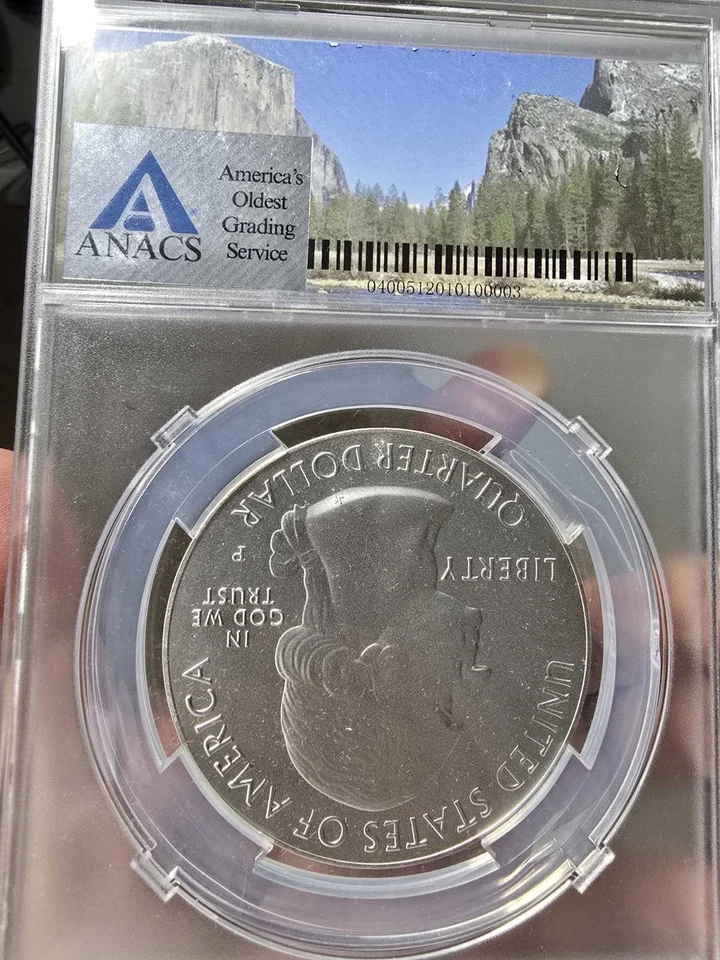 ANACS
America's
Oldest
Grading
Service
0400512010100003
UNITED STATES OF AMERICA
LIBERTY
IN
GOD WE
TRUST
P
QUARTER DOLLAR